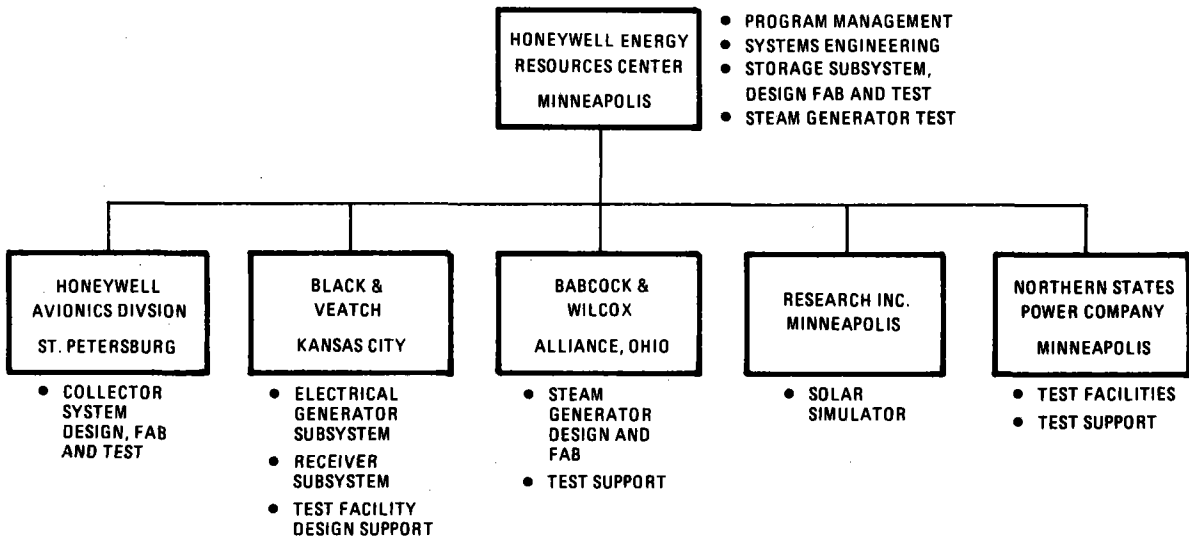 HONEYWELL ENERGY
RESOURCES CENTER
MINNEAPOLIS
• PROGRAM MANAGEMENT
• SYSTEMS ENGINEERING
• STORAGE SUBSYSTEM,
DESIGN FAB AND TEST
• STEAM GENERATOR TEST
HONEYWELL
AVIONICS DIVSION
ST. PETERSBURG
• COLLECTOR
SYSTEM
DESIGN, FAB
AND TEST
BLACK &
VEATCH
KANSAS CITY
• ELECTRICAL
GENERATOR
SUBSYSTEM
• RECEIVER
SUBSYSTEM
• TEST FACILITY
DESIGN SUPPORT
BABCOCK &
WILCOX
ALLIANCE, OHIO
• STEAM
GENERATOR
DESIGN AND
FAB
• TEST SUPPORT
RESEARCH INC.
MINNEAPOLIS
• SOLAR
SIMULATOR
NORTHERN STATES
POWER COMPANY
MINNEAPOLIS
• TEST FACILITIES
• TEST SUPPORT